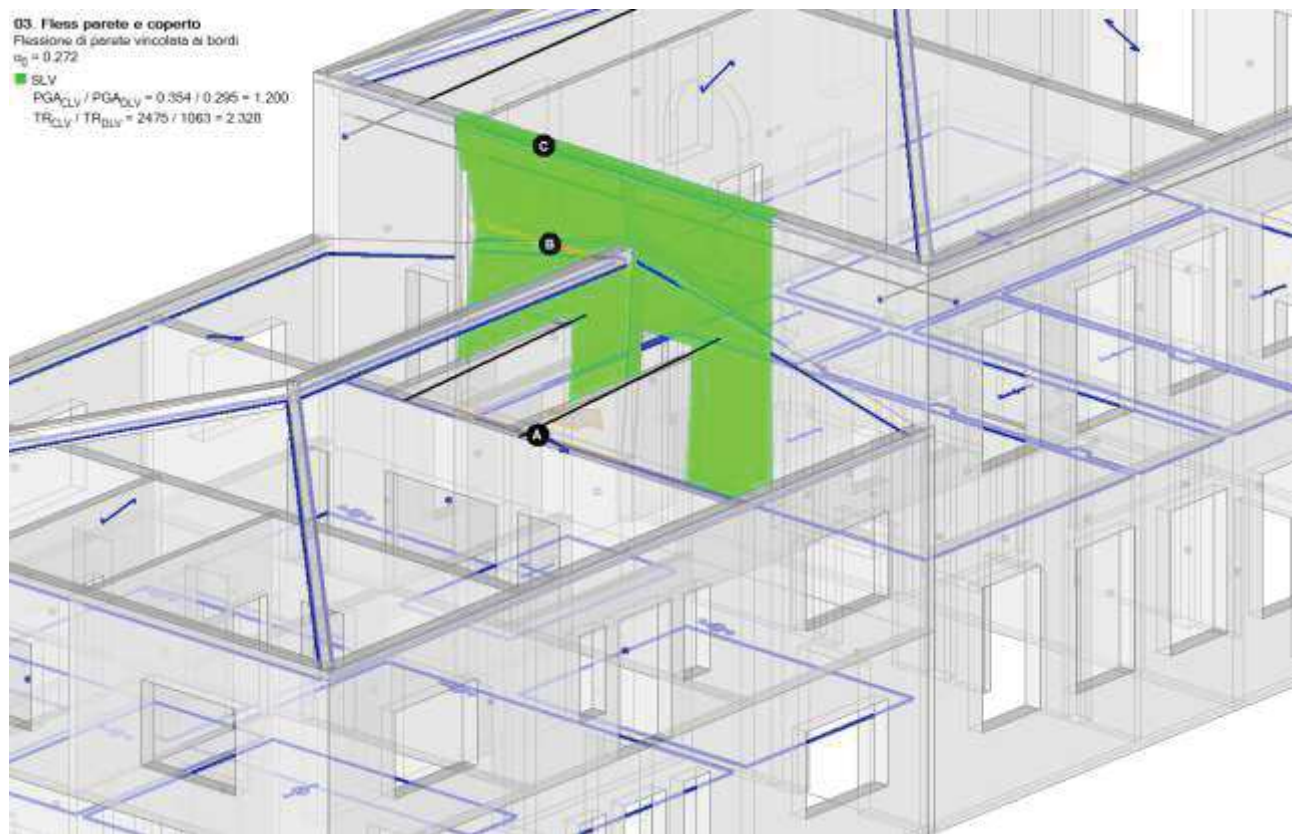 03. Fless parete e coperto
Flessione di parete vincolata ai bordi
α0 = 0.272
SLV
PGACLV / PGADLV = 0.354 / 0.295 = 1.200
TRCLV / TRDLV = 2475 / 1063 = 2.328
C
B
A